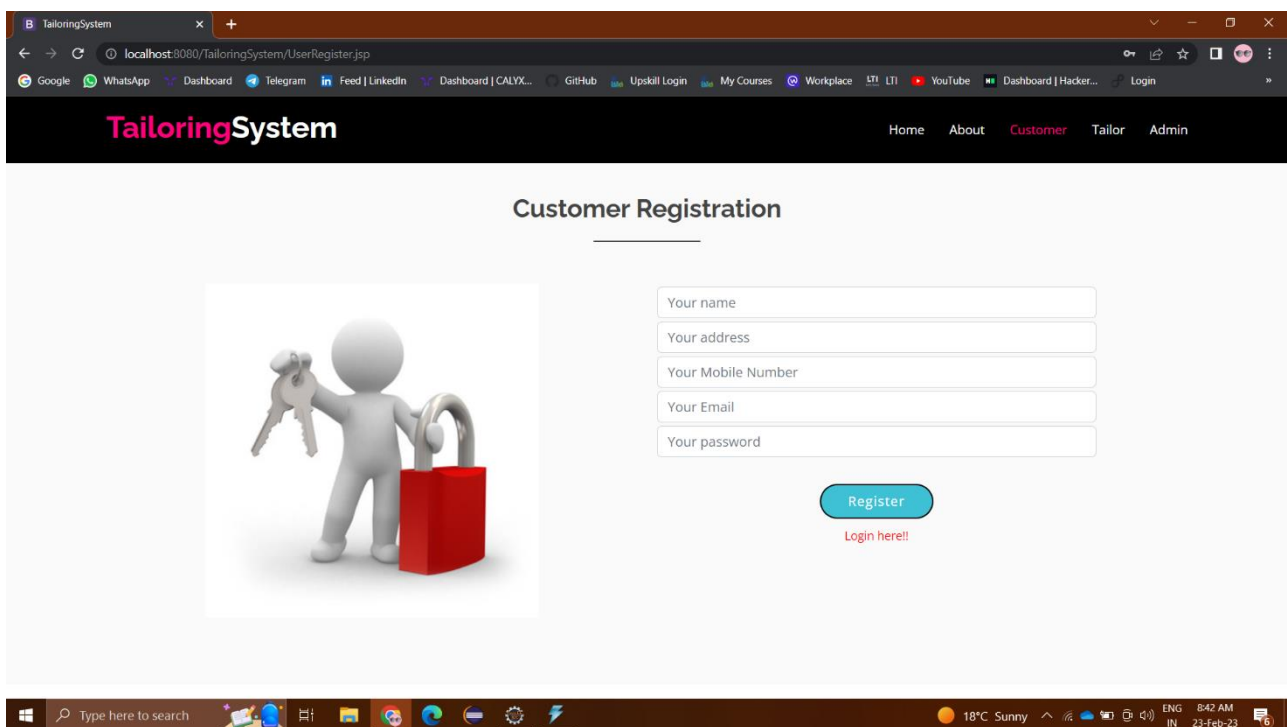 B TailoringSystem
localhost:8080/TailoringSystem/UserRegister.jsp
Google WhatsApp Dashboard Telegram in Feed | LinkedIn Dashboard | CALYX... GitHub Upskill Login My Courses Workplace LTI LTI YouTube Dashboard | Hacker... Login »
TailoringSystem Home About Customer Tailor Admin
Customer Registration
Your name
Your address
Your Mobile Number
Your Email
Your password
Register
Login here!!
Type here to search 18°C Sunny ENG 8:42 AM
IN 23-Feb-23 6